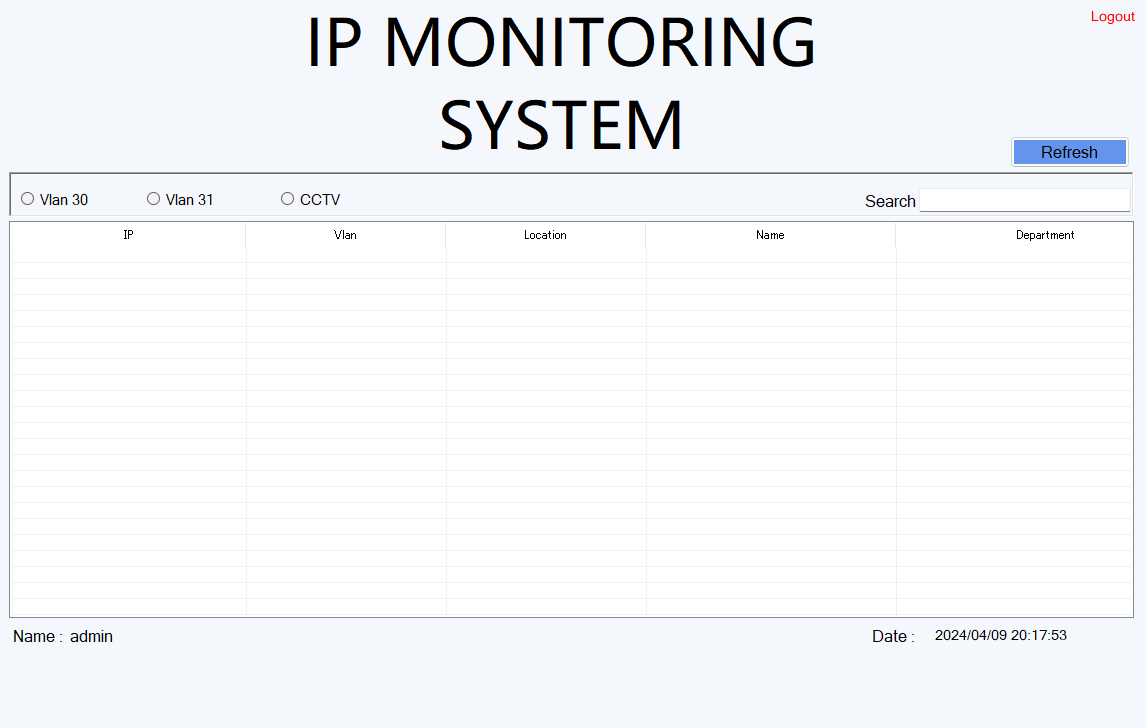 Logout
IP MONITORING
SYSTEM
Refresh
Vlan 30 Vlan 31 CCTV Search
IP Vlan Location Name Department
Name : admin Date : 2024/04/09 20:17:53